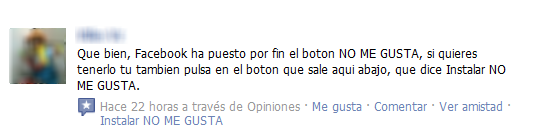 Que bien, Facebook ha puesto por fin el boton NO ME GUSTA, si quieres
tenerlo tu tambien pulsa en el boton que sale aqui abajo, que dice Instalar NO
ME GUSTA.
Hace 22 horas a través de Opiniones · Me gusta · Comentar · Ver amistad ·
Instalar NO ME GUSTA